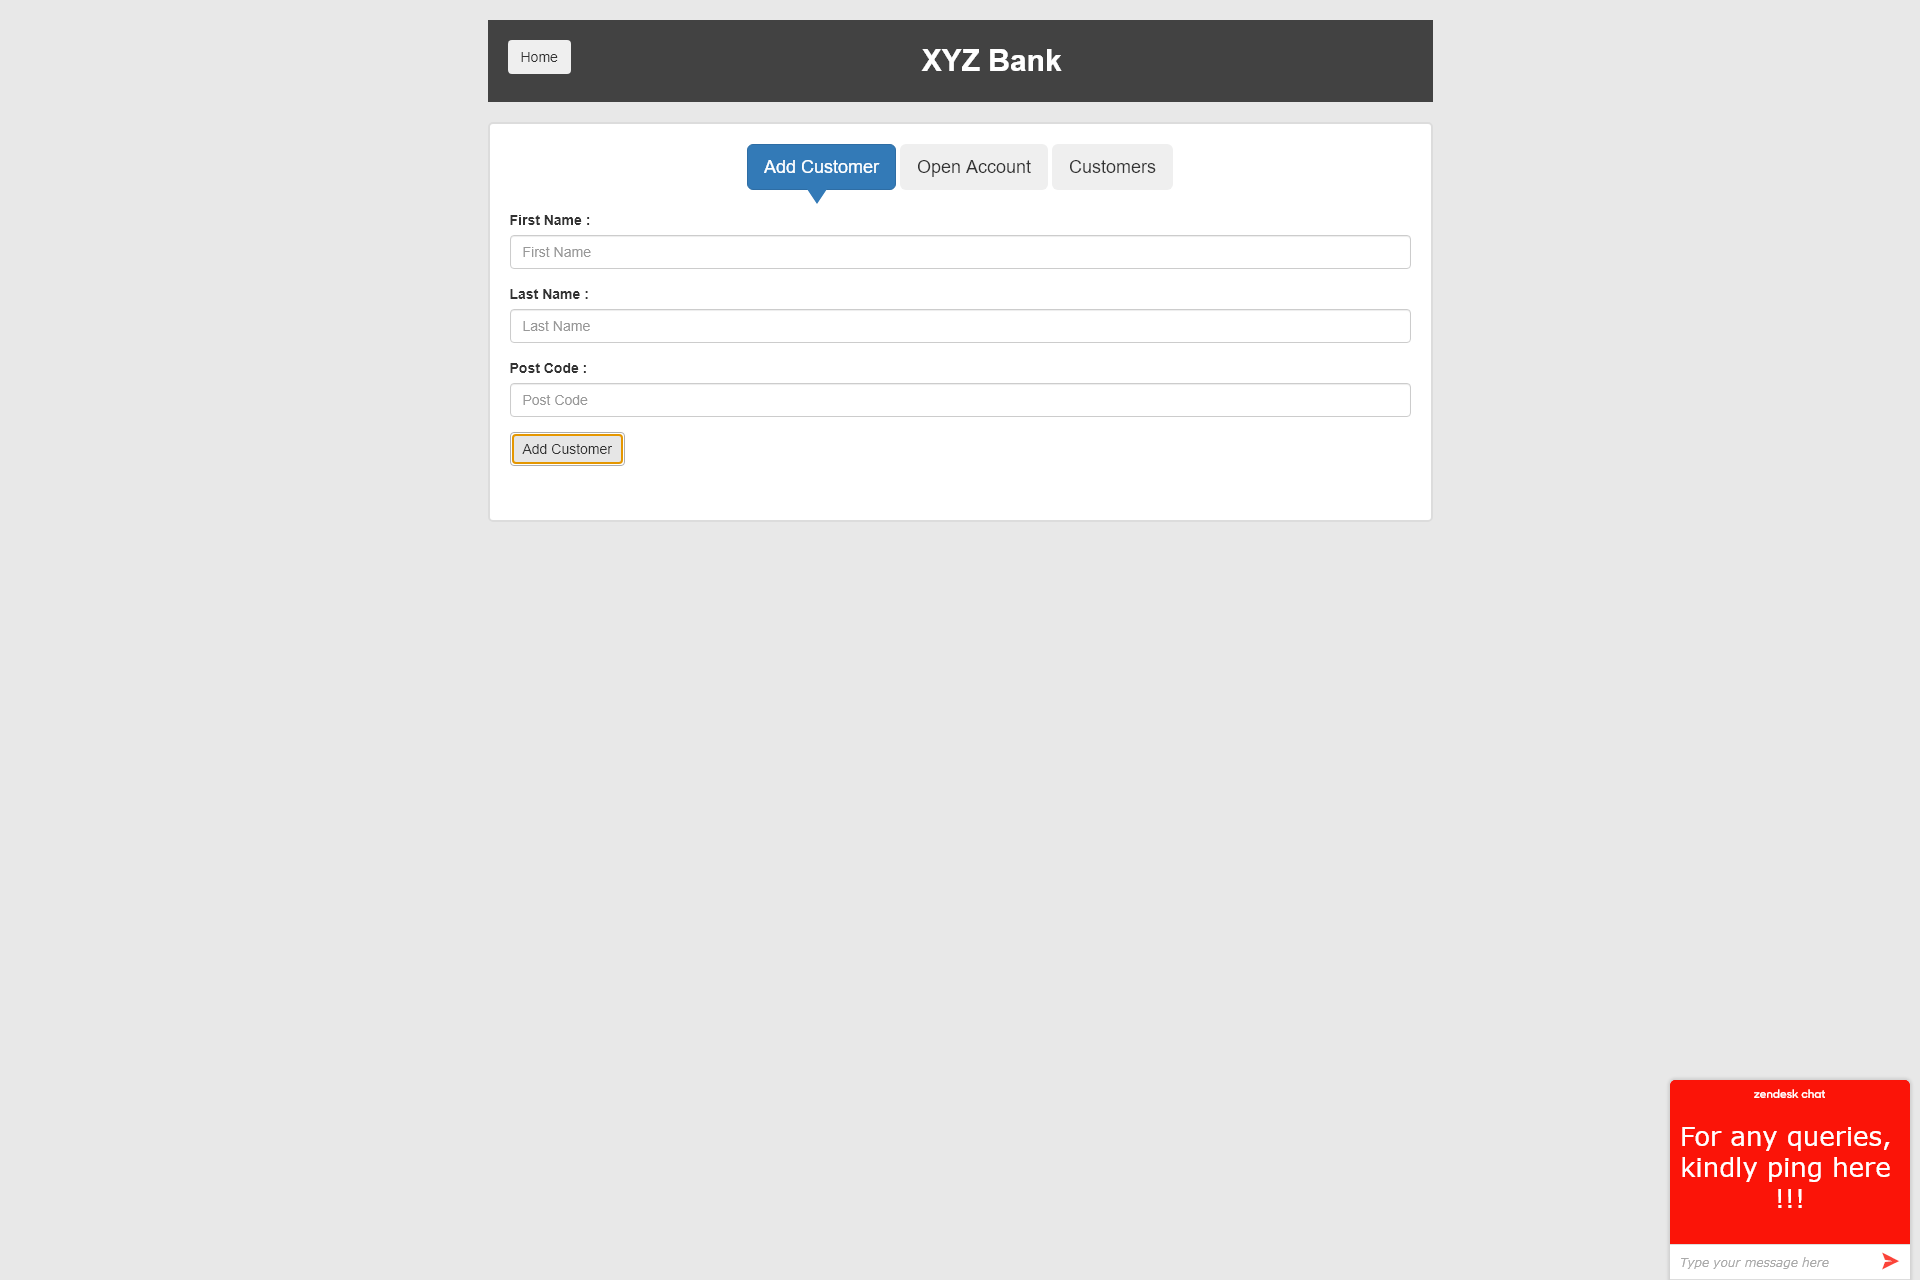 Home
XYZ Bank
Add Customer
Open Account
Customers
First Name :
First Name
Last Name :
Last Name
Post Code :
Post Code
Add Customer
zendesk chat
For any queries,
kindly ping here
!!!
Type your message here